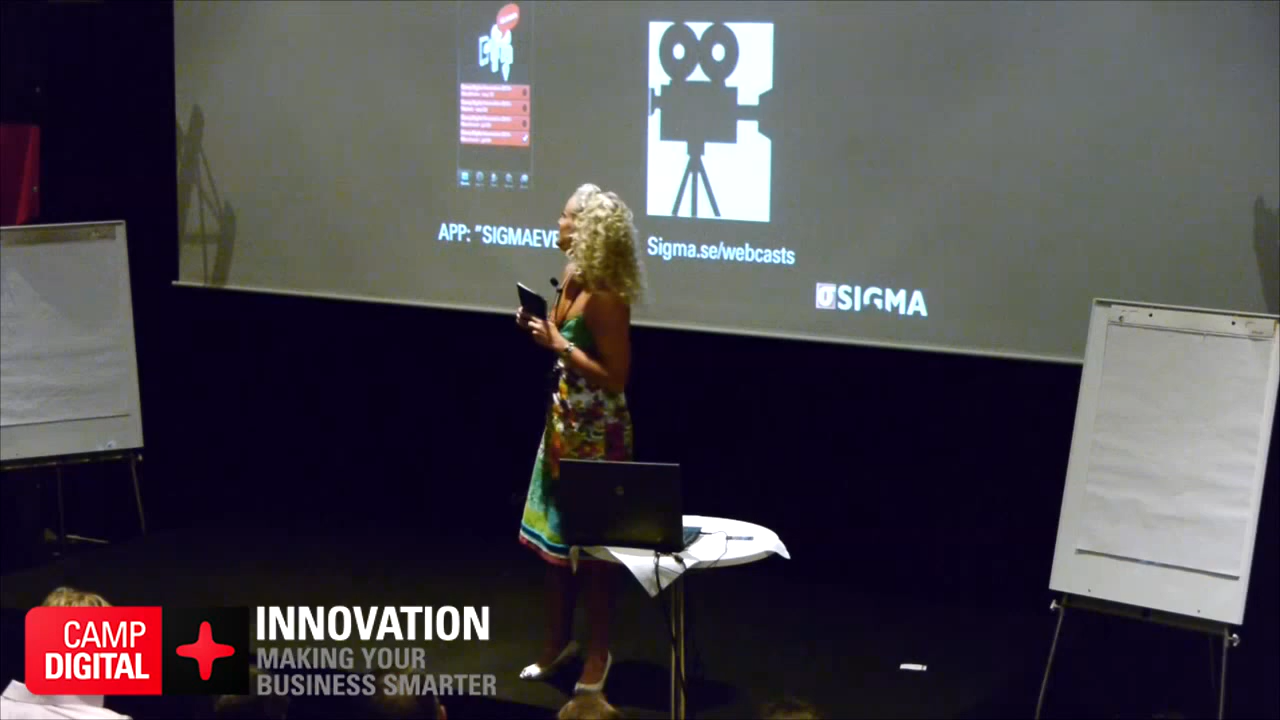 APP: "SIGMAEVE
Sigma.se/webcasts
SIGMA
CAMP
DIGITAL
INNOVATION
MAKING YOUR
BUSINESS SMARTER